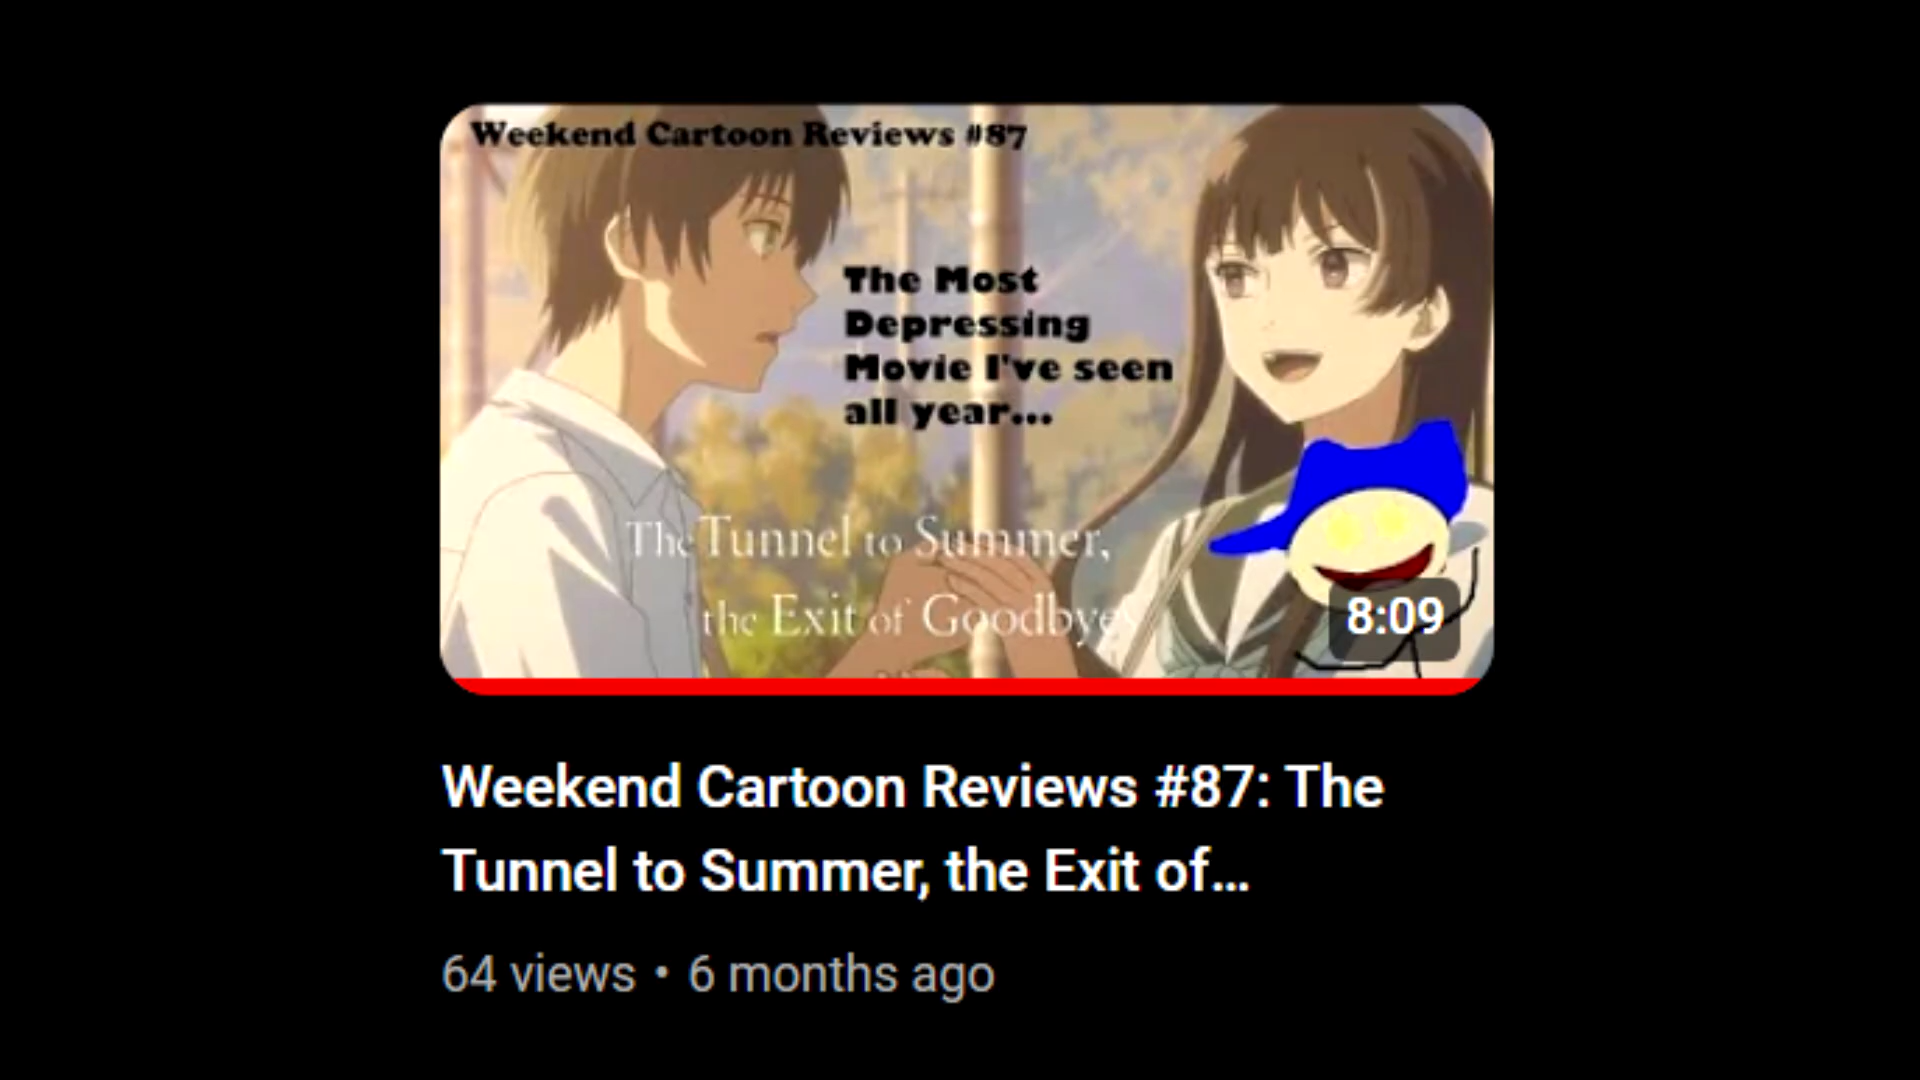 Weekend Cartoon Reviews #87
The Most
Depressing
Movie I've seen
all year...
The Tunnel to Summer,
the Exit of Goodbyes
8:09
Weekend Cartoon Reviews #87: The
Tunnel to Summer, the Exit of...
64 views • 6 months ago